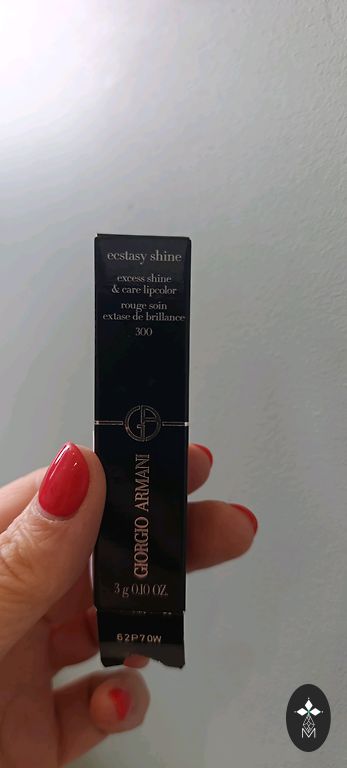 ecstasy shine
excess shine
& care lipcolor
rouge soin
extase de brillance
300
GIORGIO ARMANI
3 g 0.10 OZ.
62P70W